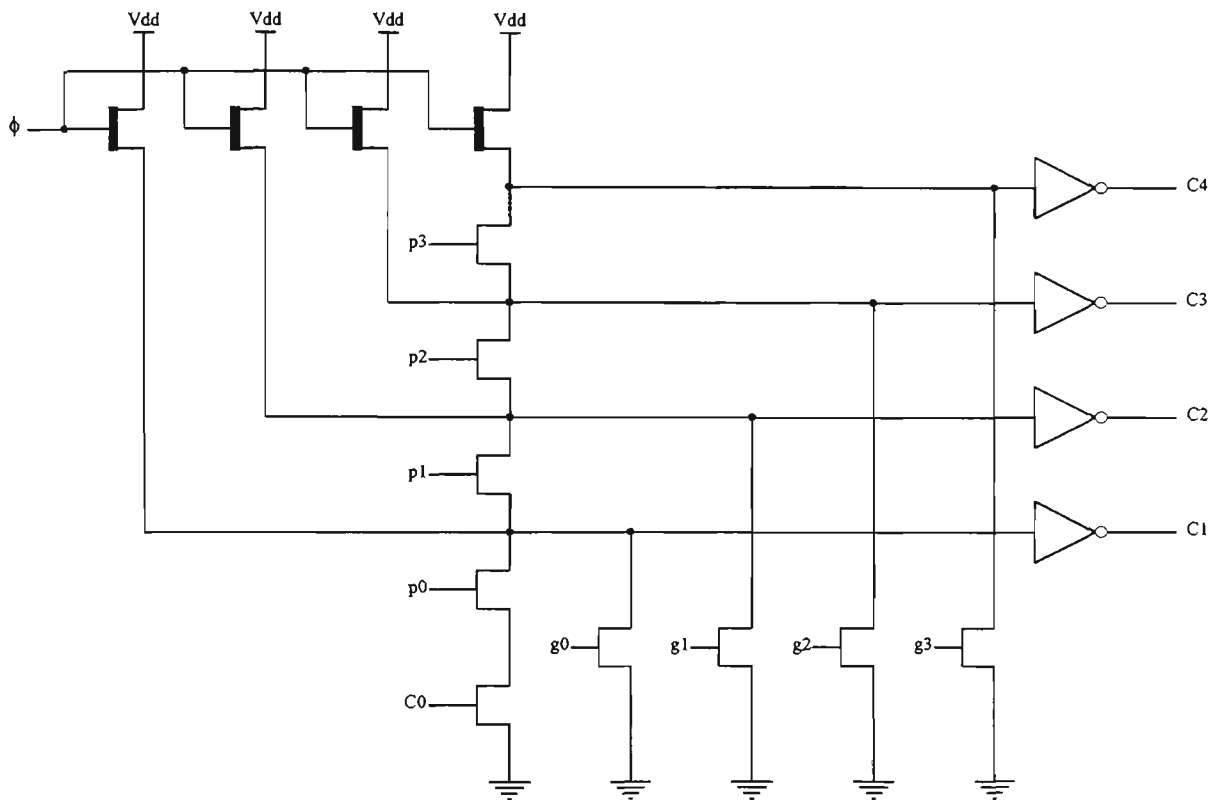 Vdd Vdd Vdd Vdd
ϕ
C4
p3
C3
p2
C2
p1
C1
p0
g0 g1 g2 g3
C0